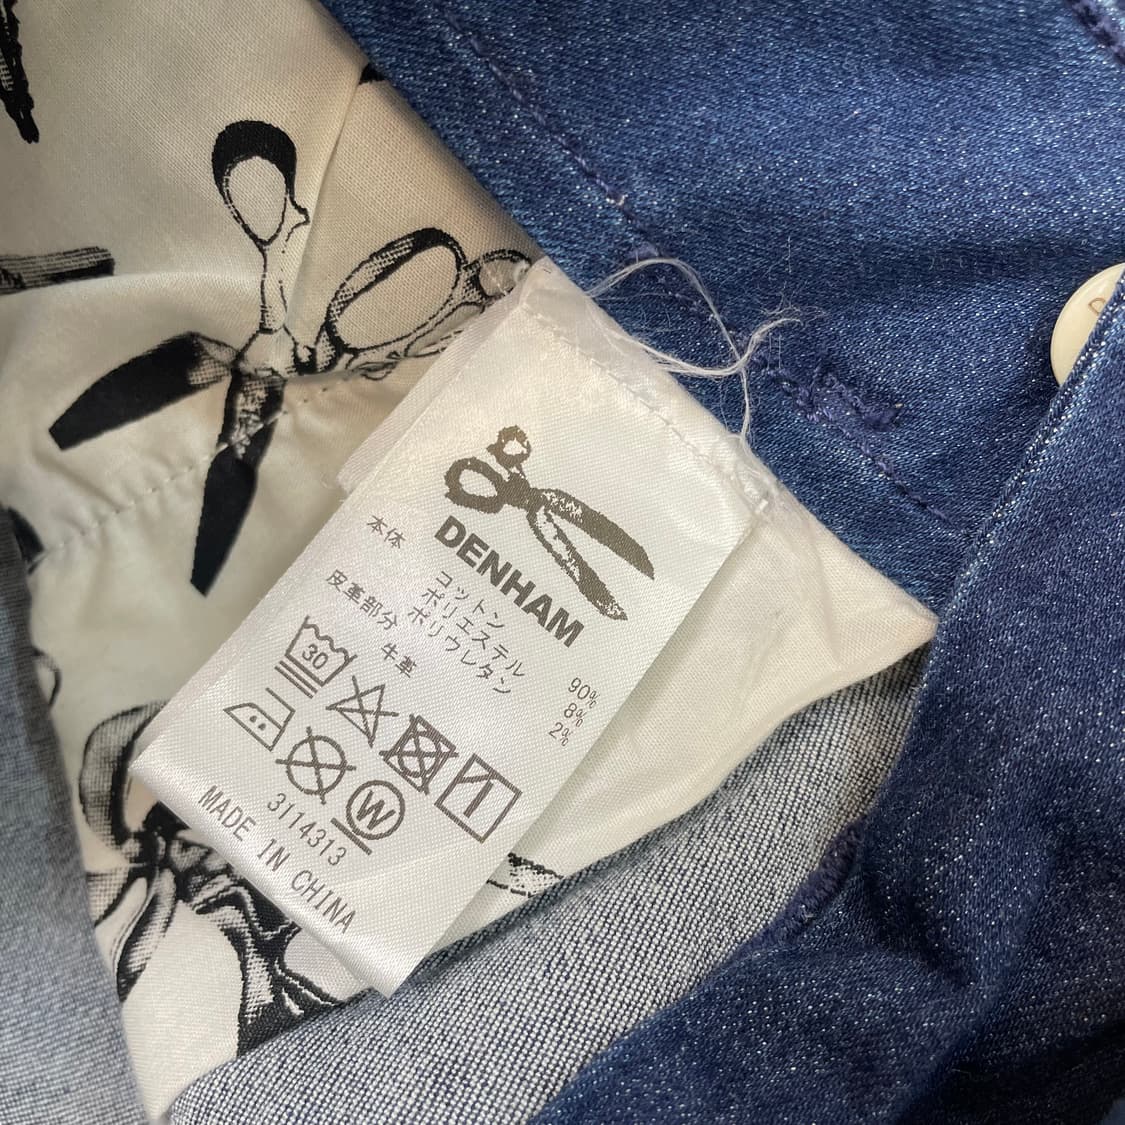 DENHAM
本体
コットン 90%
ポリエステル 8%
ポリウレタン 2%
皮革部分 牛革
30
W
3114313
MADE IN CHINA